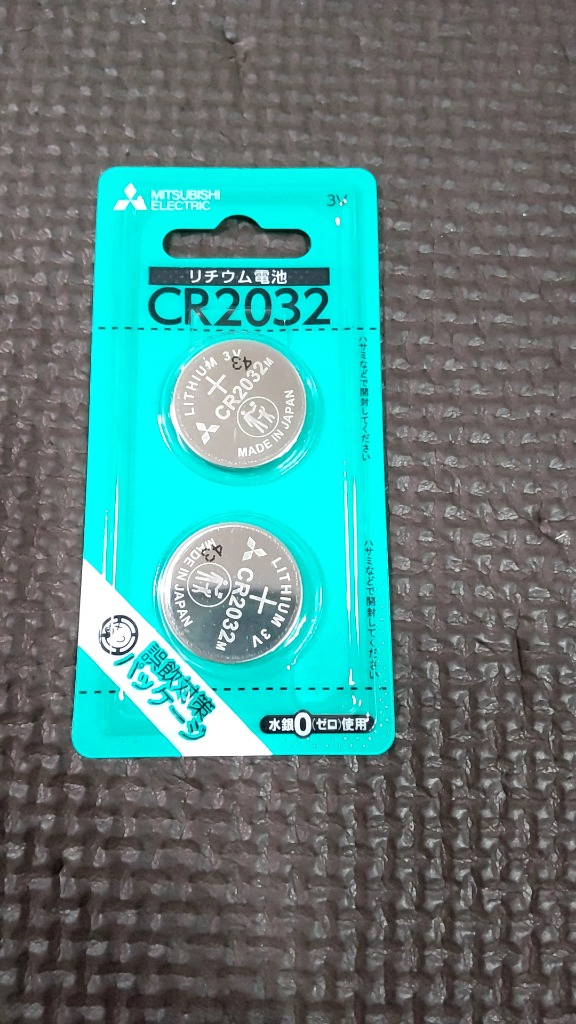 MITSUBISHI
ELECTRIC
3V
リチウム電池
CR2032
ハサミなどで開封してください
LITHIUM 3V
43
CR2032M
MADE IN JAPAN
ハサミなどで開封してください
LITHIUM 3V
CR2032M
43
MADE IN JAPAN
誤飲対策
パッケージ
水銀0(ゼロ)使用